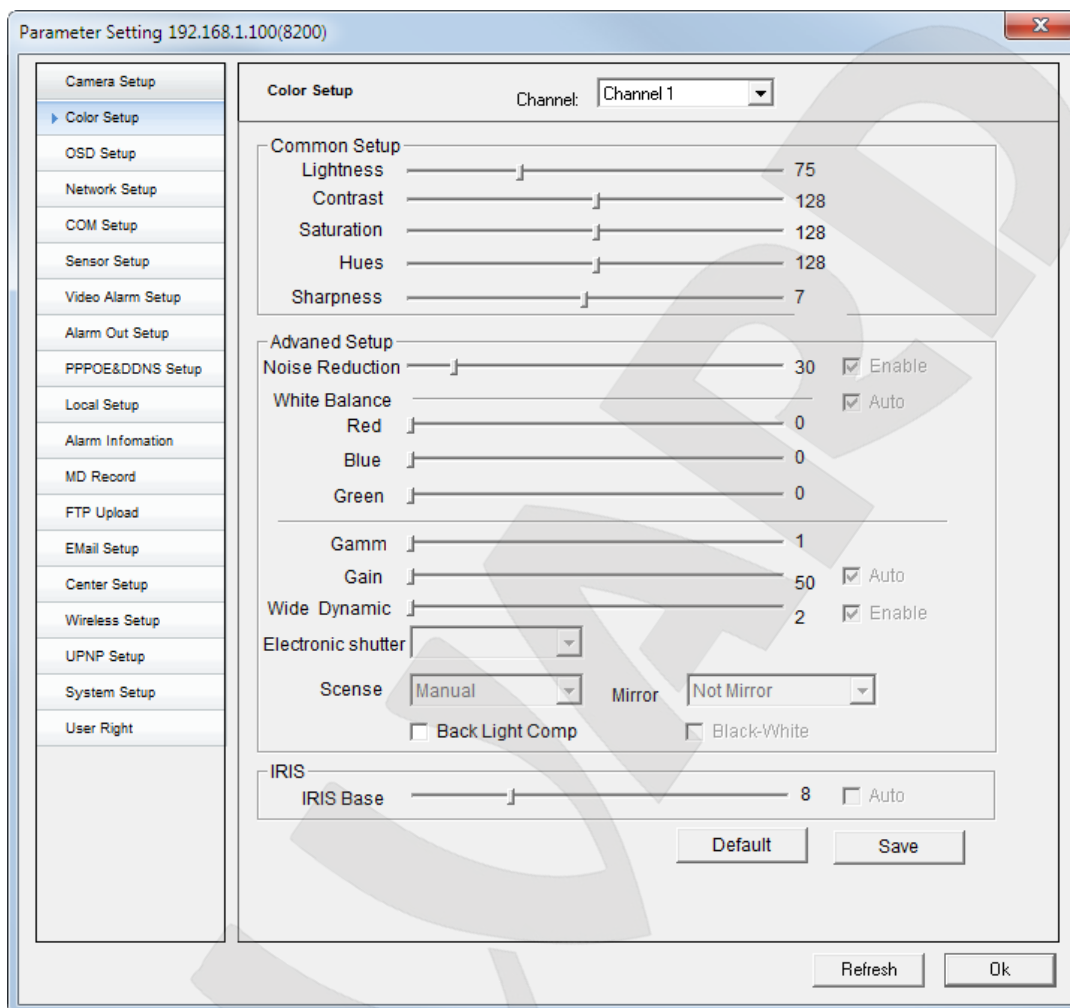 Parameter Setting 192.168.1.100(8200)
Camera Setup
Color Setup
OSD Setup
Network Setup
COM Setup
Sensor Setup
Video Alarm Setup
Alarm Out Setup
PPPOE&DDNS Setup
Local Setup
Alarm Infomation
MD Record
FTP Upload
EMail Setup
Center Setup
Wireless Setup
UPNP Setup
System Setup
User Right
Color Setup Channel: Channel 1
Common Setup
Lightness 75
Contrast 128
Saturation 128
Hues 128
Sharpness 7
Advaned Setup
Noise Reduction 30 Enable
White Balance Auto
Red 0
Blue 0
Green 0
Gamm 1
Gain 50 Auto
Wide Dynamic 2 Enable
Electronic shutter
Scense Manual Mirror Not Mirror
Back Light Comp Black-White
IRIS
IRIS Base 8 Auto
Default Save
Refresh Ok